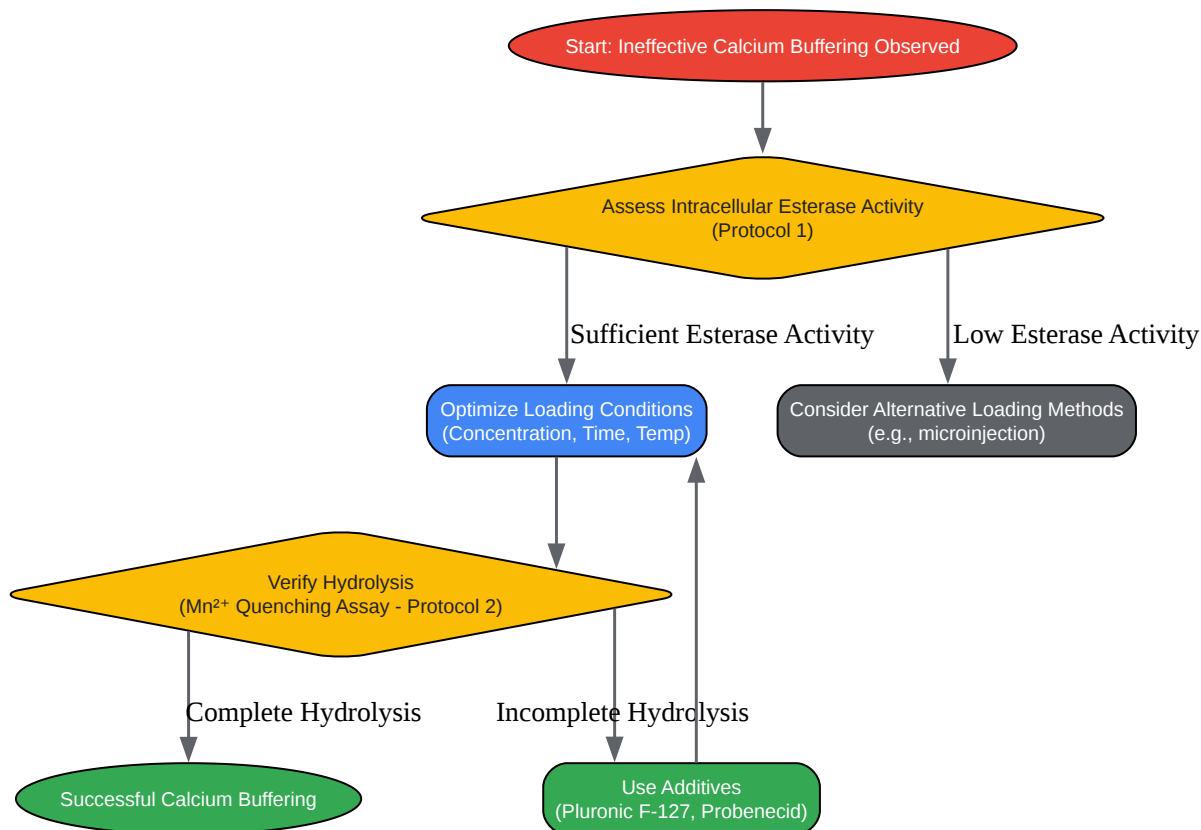 Start: Ineffective Calcium Buffering Observed
Assess Intracellular Esterase Activity
(Protocol 1)
Sufficient Esterase Activity
Low Esterase Activity
Optimize Loading Conditions
(Concentration, Time, Temp)
Consider Alternative Loading Methods
(e.g., microinjection)
Verify Hydrolysis
(Mn²⁺ Quenching Assay - Protocol 2)
Complete Hydrolysis
Incomplete Hydrolysis
Successful Calcium Buffering
Use Additives
(Pluronic F-127, Probenecid)